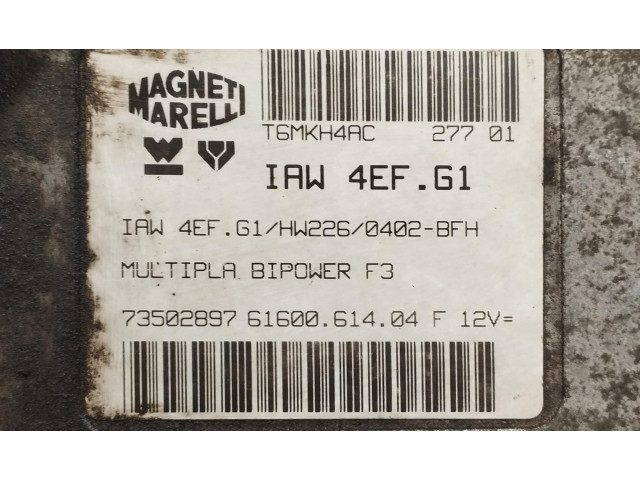 MAGNETI
MARELLI
T6MKH4AC 277 01
IAW 4EF.G1
IAW 4EF.G1/HW226/0402-BFH
MULTIPLA BIPOWER F3
73502897 61600.614.04 F 12V=